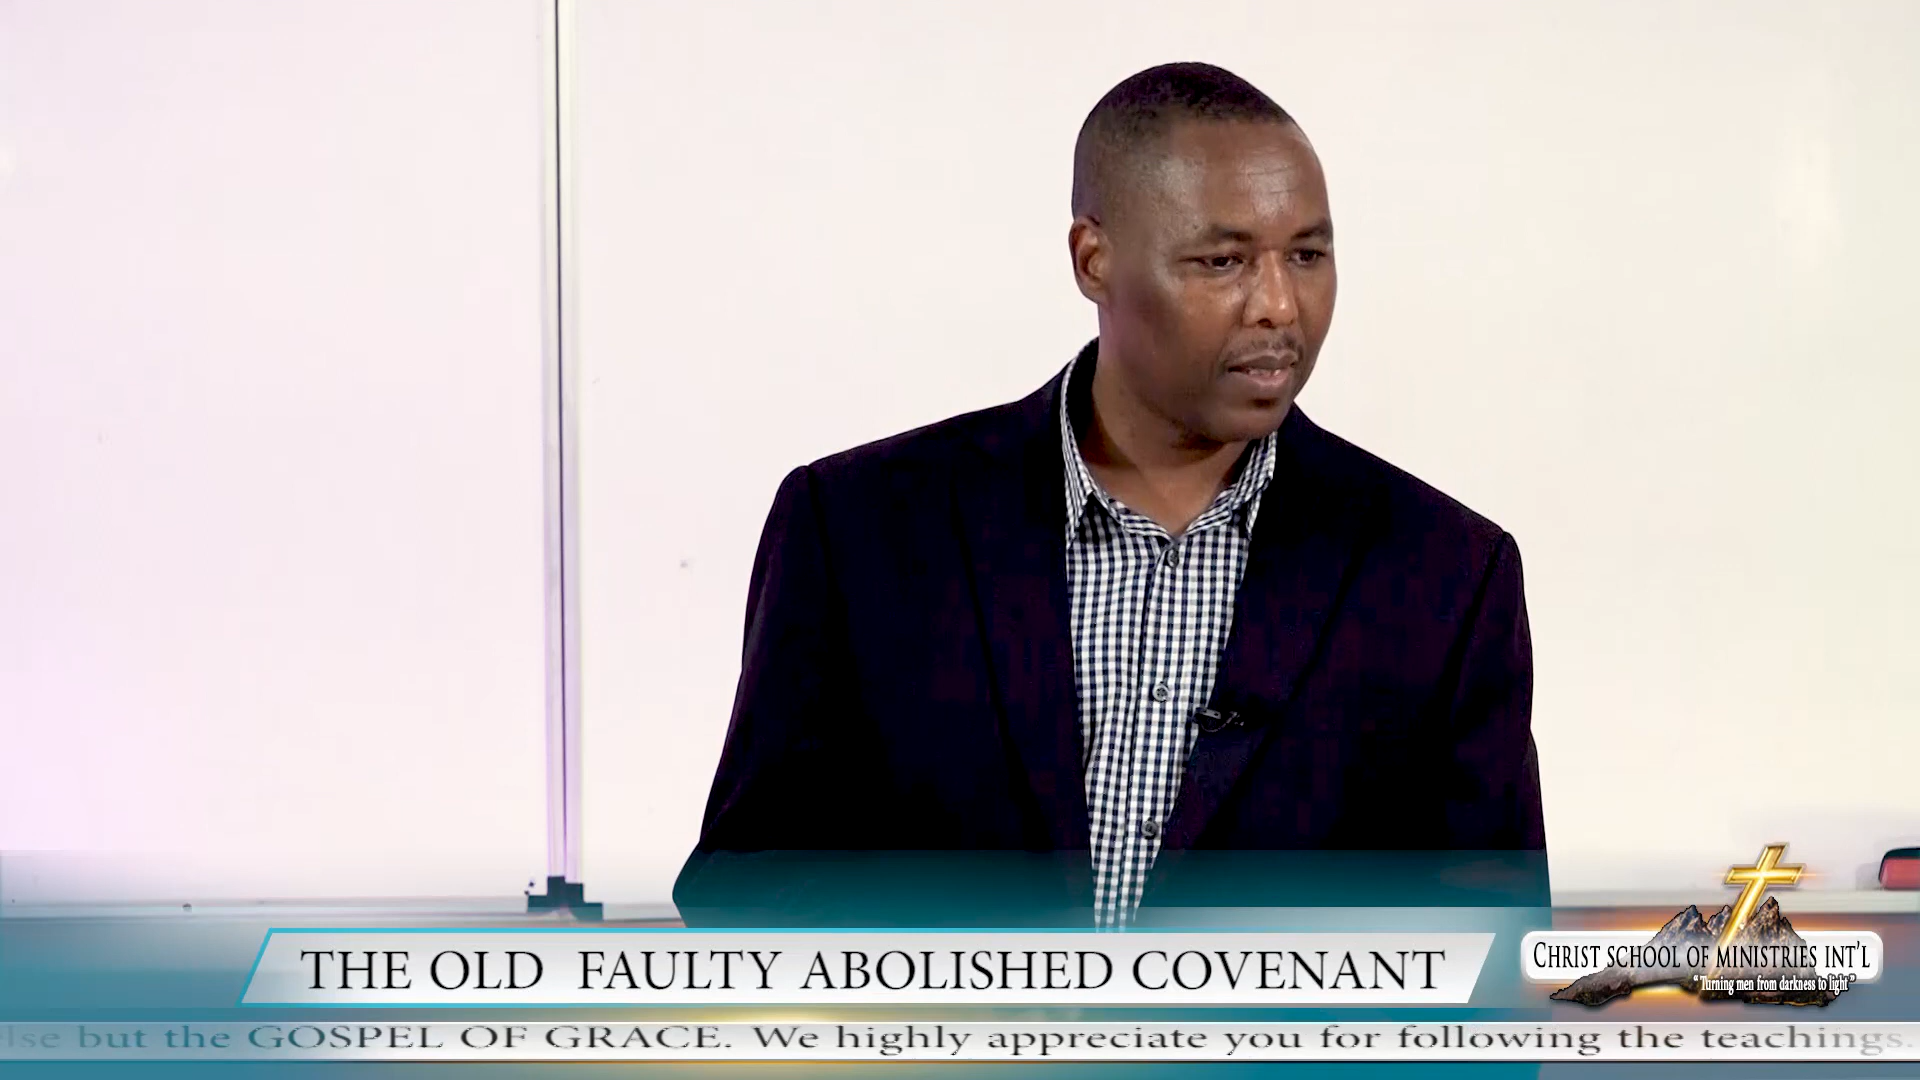 THE OLD FAULTY ABOLISHED COVENANT
CHRIST SCHOOL OF MINISTRIES INT'L
"Turning men from darkness to light"
but the GOSPEL OF GRACE. We highly appreciate you for following the teachings.